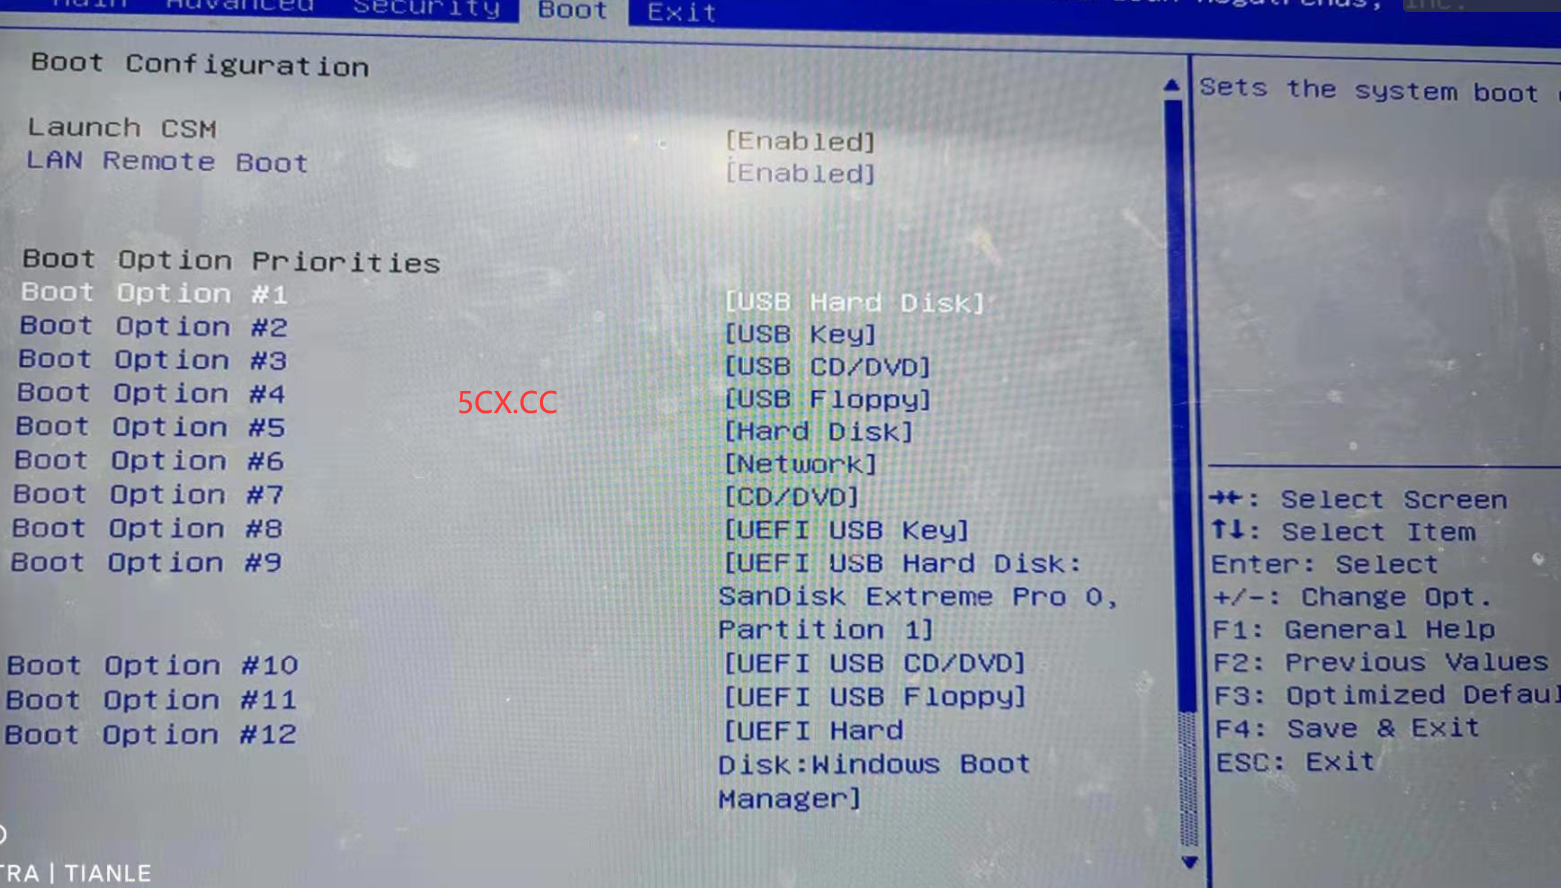 Main Advanced Security Boot Exit
Megatrends, Inc.
Boot Configuration
Sets the system boot
Launch CSM [Enabled]
LAN Remote Boot [Enabled]
Boot Option Priorities
Boot Option #1 [USB Hard Disk]
Boot Option #2 [USB Key]
Boot Option #3 [USB CD/DVD]
Boot Option #4 [USB Floppy]
5CX.CC
Boot Option #5 [Hard Disk]
Boot Option #6 [Network]
Boot Option #7 [CD/DVD]
Boot Option #8 [UEFI USB Key]
Boot Option #9 [UEFI USB Hard Disk:
SanDisk Extreme Pro 0,
Partition 1]
Boot Option #10 [UEFI USB CD/DVD]
Boot Option #11 [UEFI USB Floppy]
Boot Option #12 [UEFI Hard
Disk:Windows Boot
Manager]
→←: Select Screen
↑↓: Select Item
Enter: Select
+/-: Change Opt.
F1: General Help
F2: Previous Values
F3: Optimized Defaul
F4: Save & Exit
ESC: Exit
TRA | TIANLE